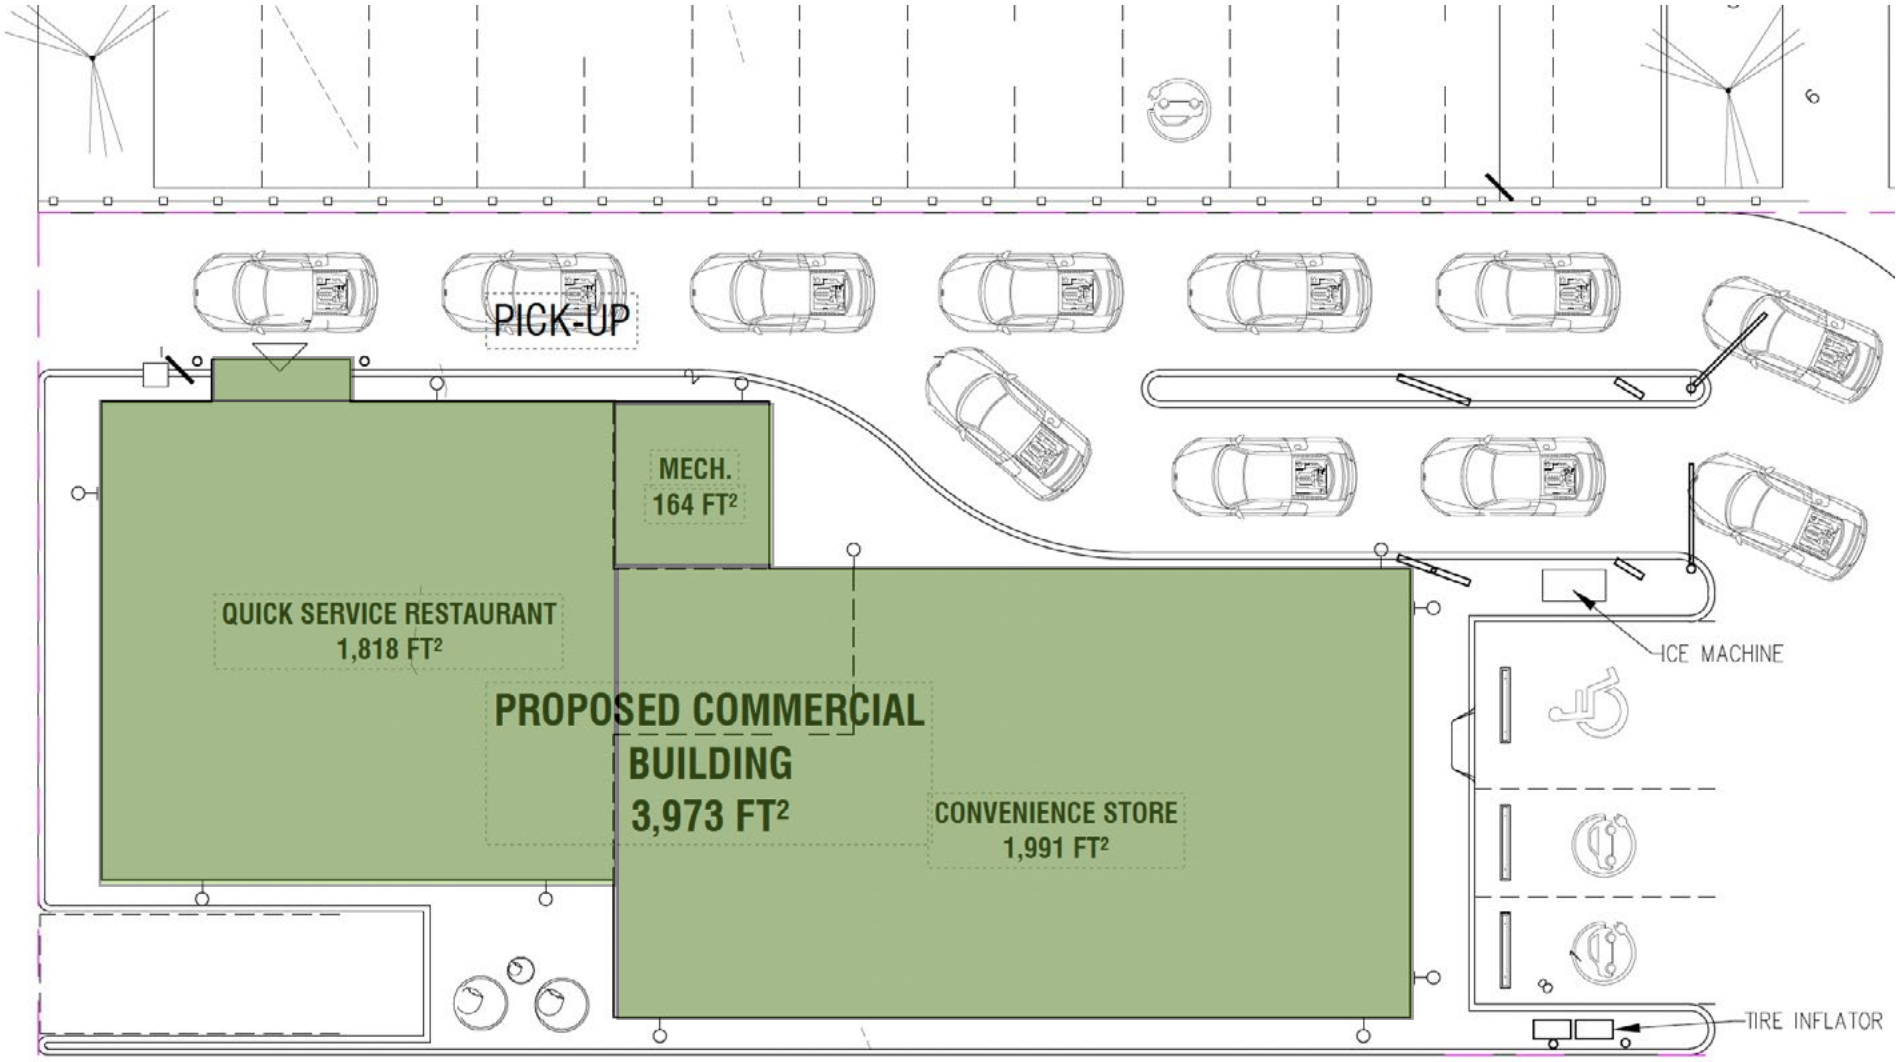 6
PICK-UP
MECH.
164 FT²
QUICK SERVICE RESTAURANT
1,818 FT²
ICE MACHINE
PROPOSED COMMERCIAL
BUILDING
3,973 FT²
CONVENIENCE STORE
1,991 FT²
TIRE INFLATOR